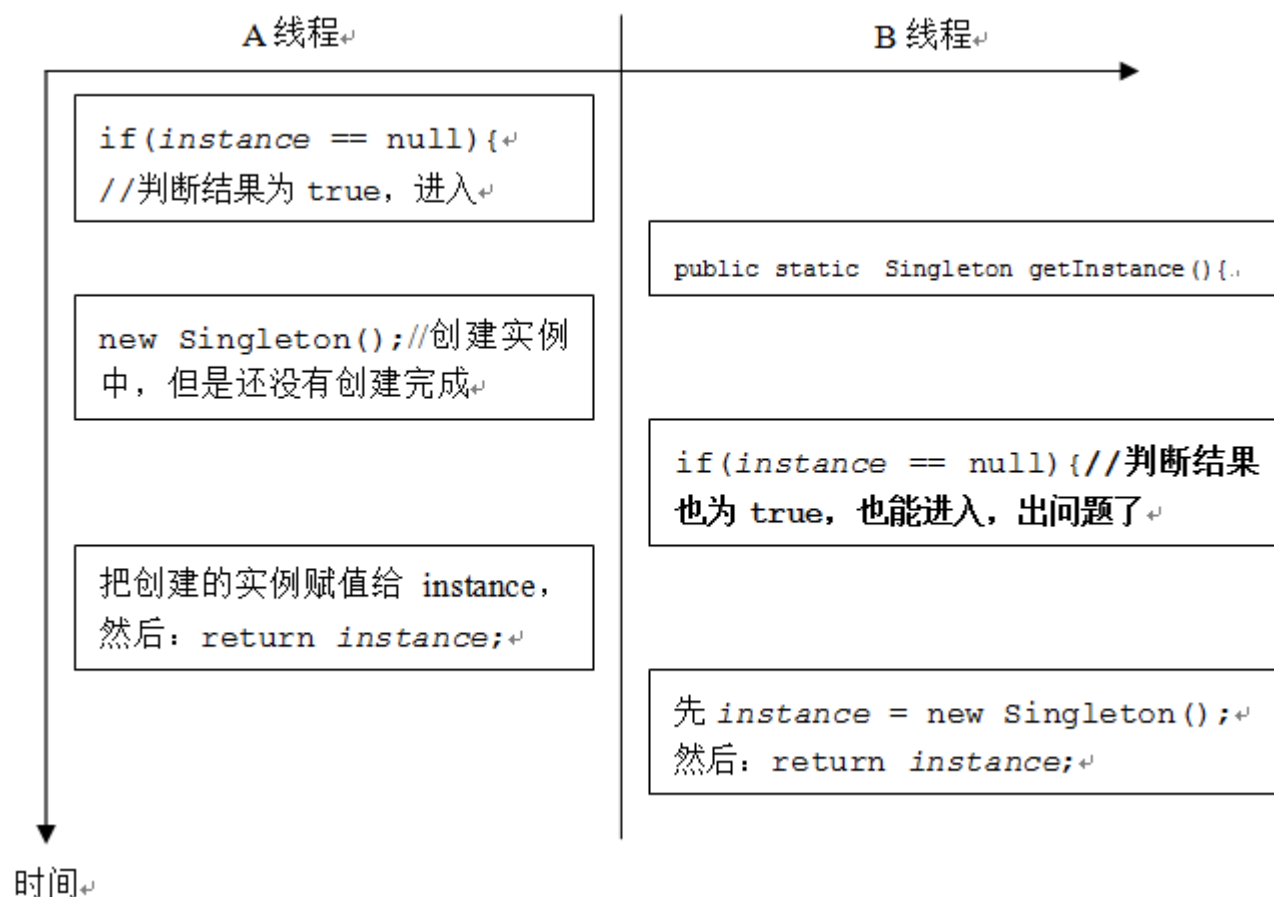 A 线程
B 线程
if(instance == null){
//判断结果为 true，进入
public static Singleton getInstance(){
new Singleton();//创建实例
中，但是还没有创建完成
if(instance == null){//判断结果
也为 true，也能进入，出问题了
把创建的实例赋值给 instance，
然后：return instance;
先 instance = new Singleton();
然后：return instance;
时间